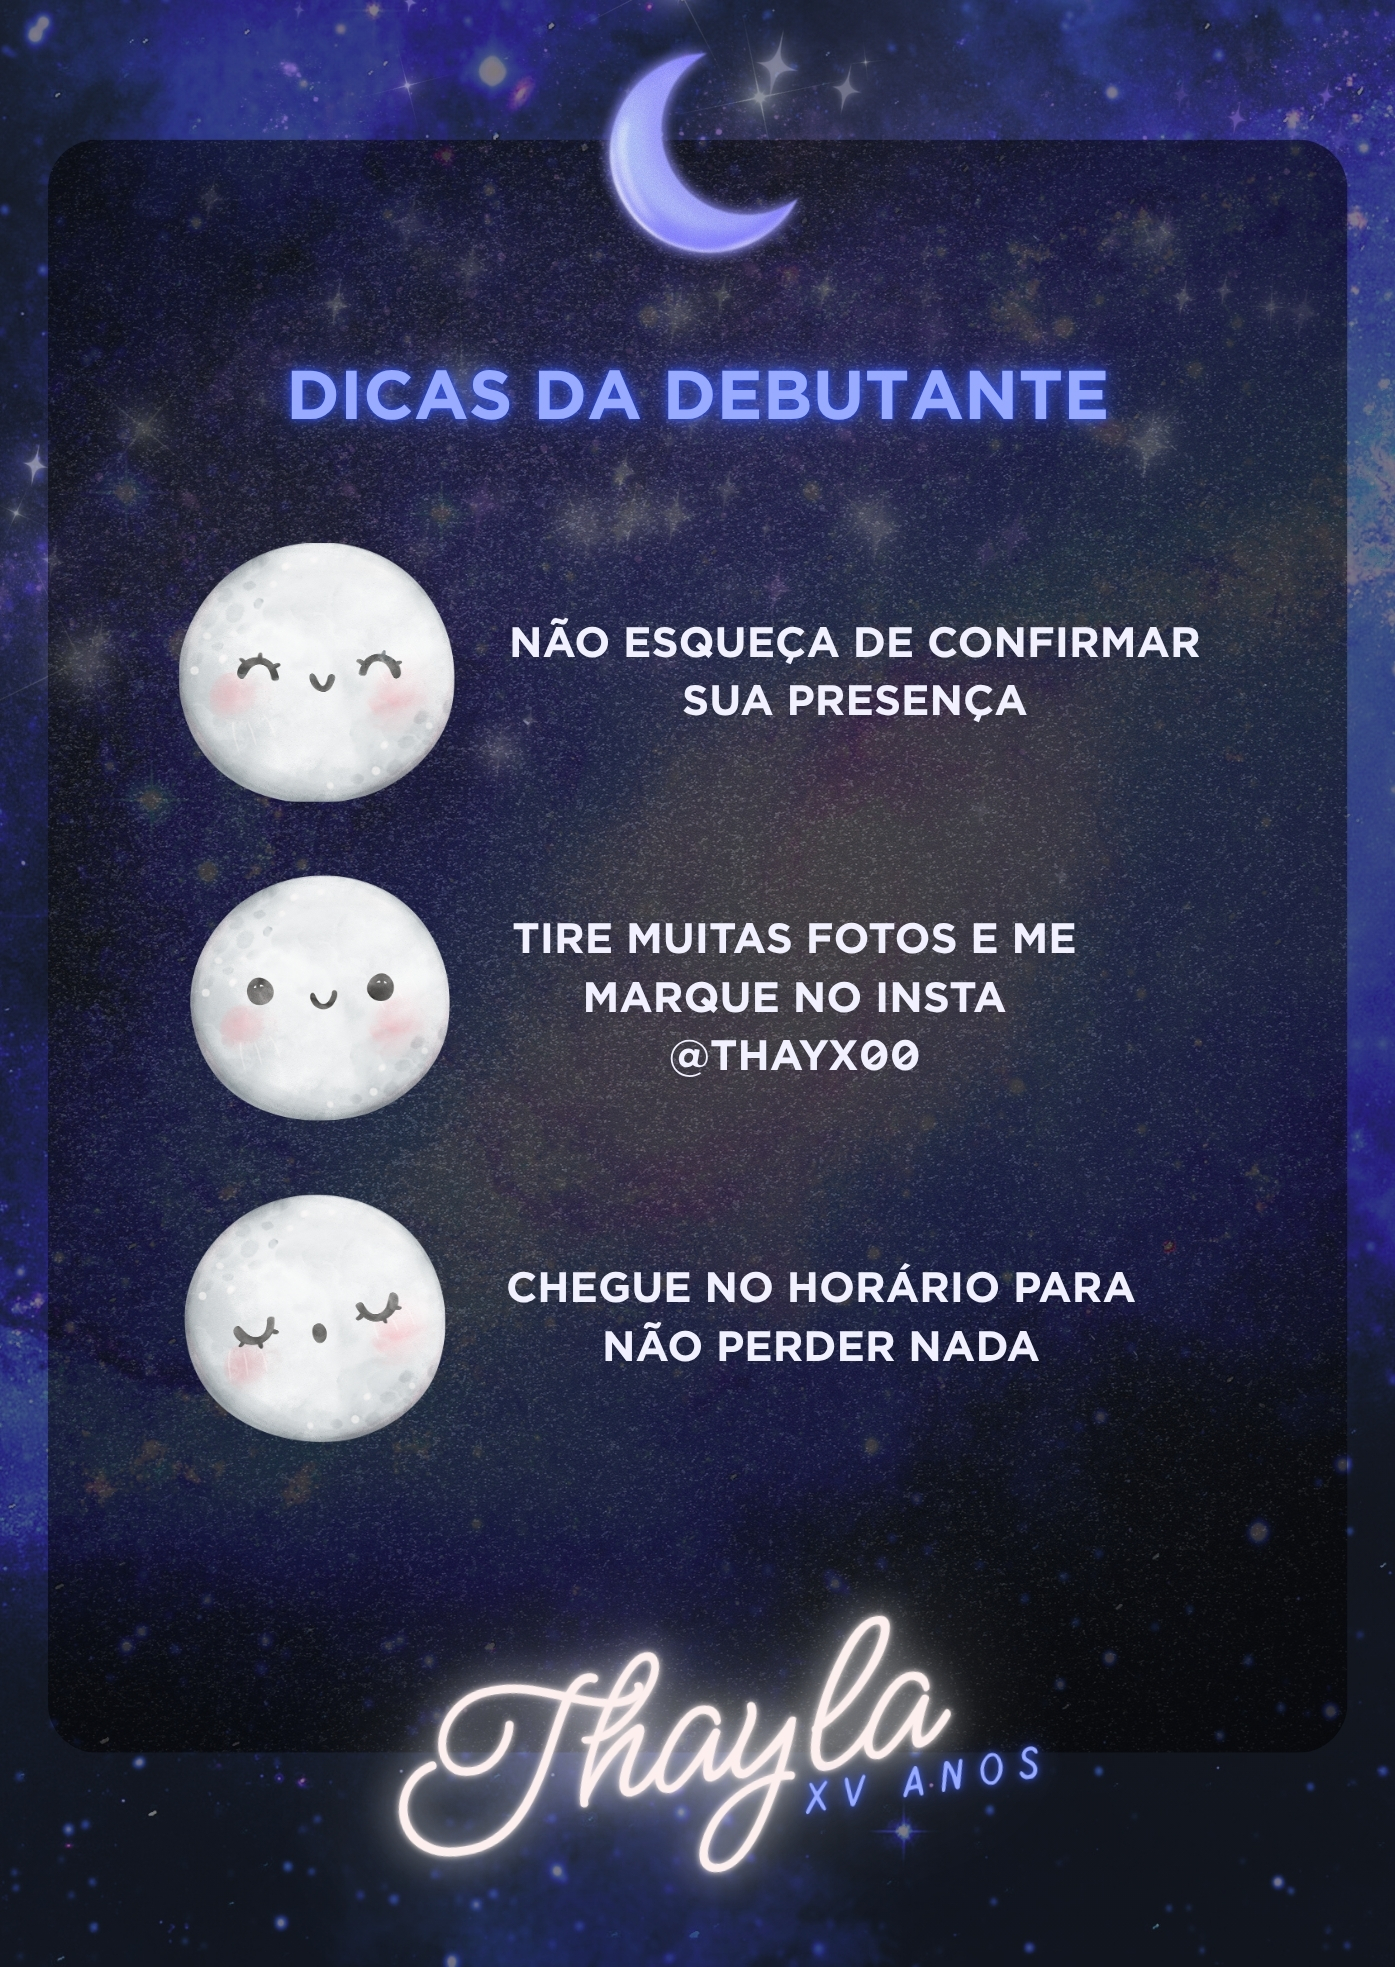 DICAS DA DEBUTANTE
NÃO ESQUEÇA DE CONFIRMAR
SUA PRESENÇA
TIRE MUITAS FOTOS E ME
MARQUE NO INSTA
@THAYX00
CHEGUE NO HORÁRIO PARA
NÃO PERDER NADA
Thayla
XV ANOS